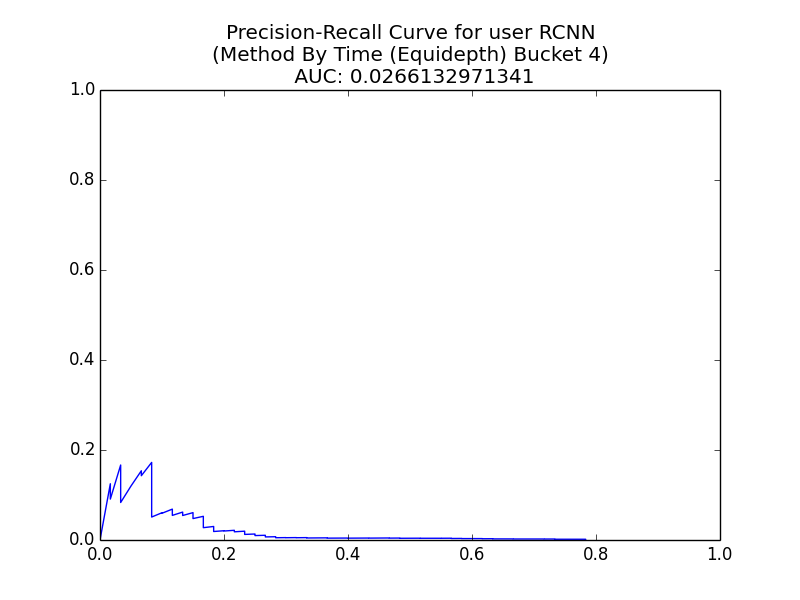 Precision-Recall Curve for user RCNN
(Method By Time (Equidepth) Bucket 4)
AUC: 0.0266132971341
1.0
0.8
0.6
0.4
0.2
0.0
0.0 0.2 0.4 0.6 0.8 1.0